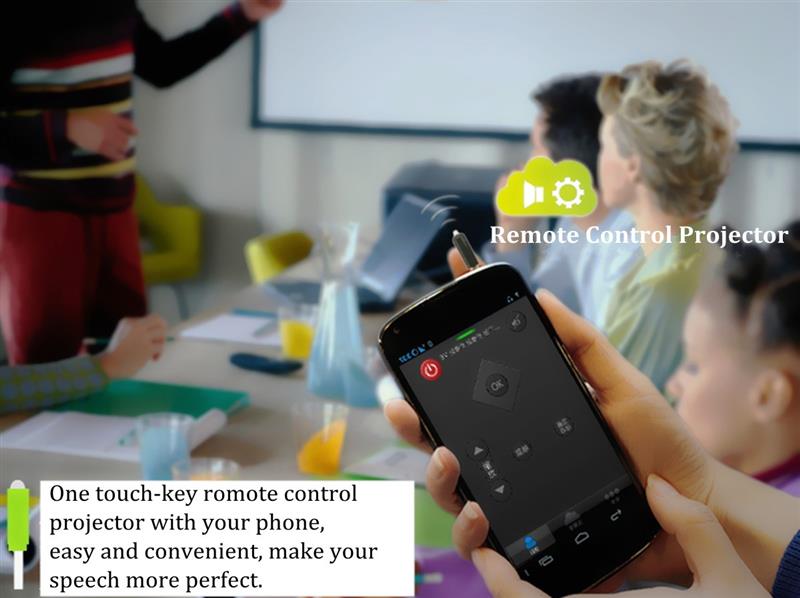 Remote Control Projector
OK
One touch-key romote control
projector with your phone,
easy and convenient, make your
speech more perfect.